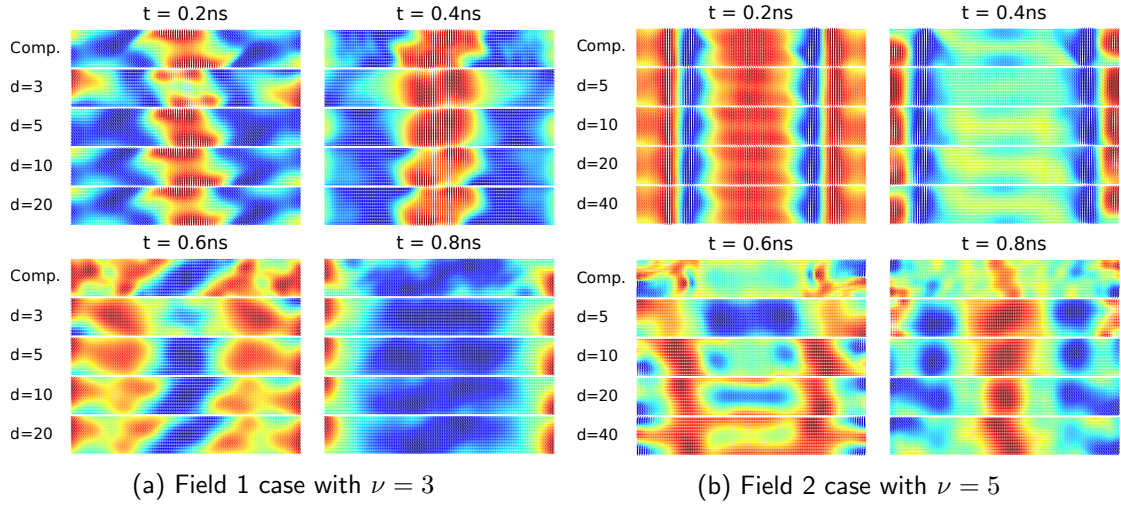 t = 0.2ns
t = 0.4ns
Comp.
d=3
d=5
d=10
d=20
t = 0.6ns
t = 0.8ns
Comp.
d=3
d=5
d=10
d=20
(a) Field 1 case with ν = 3
t = 0.2ns
t = 0.4ns
Comp.
d=5
d=10
d=20
d=40
t = 0.6ns
t = 0.8ns
Comp.
d=5
d=10
d=20
d=40
(b) Field 2 case with ν = 5